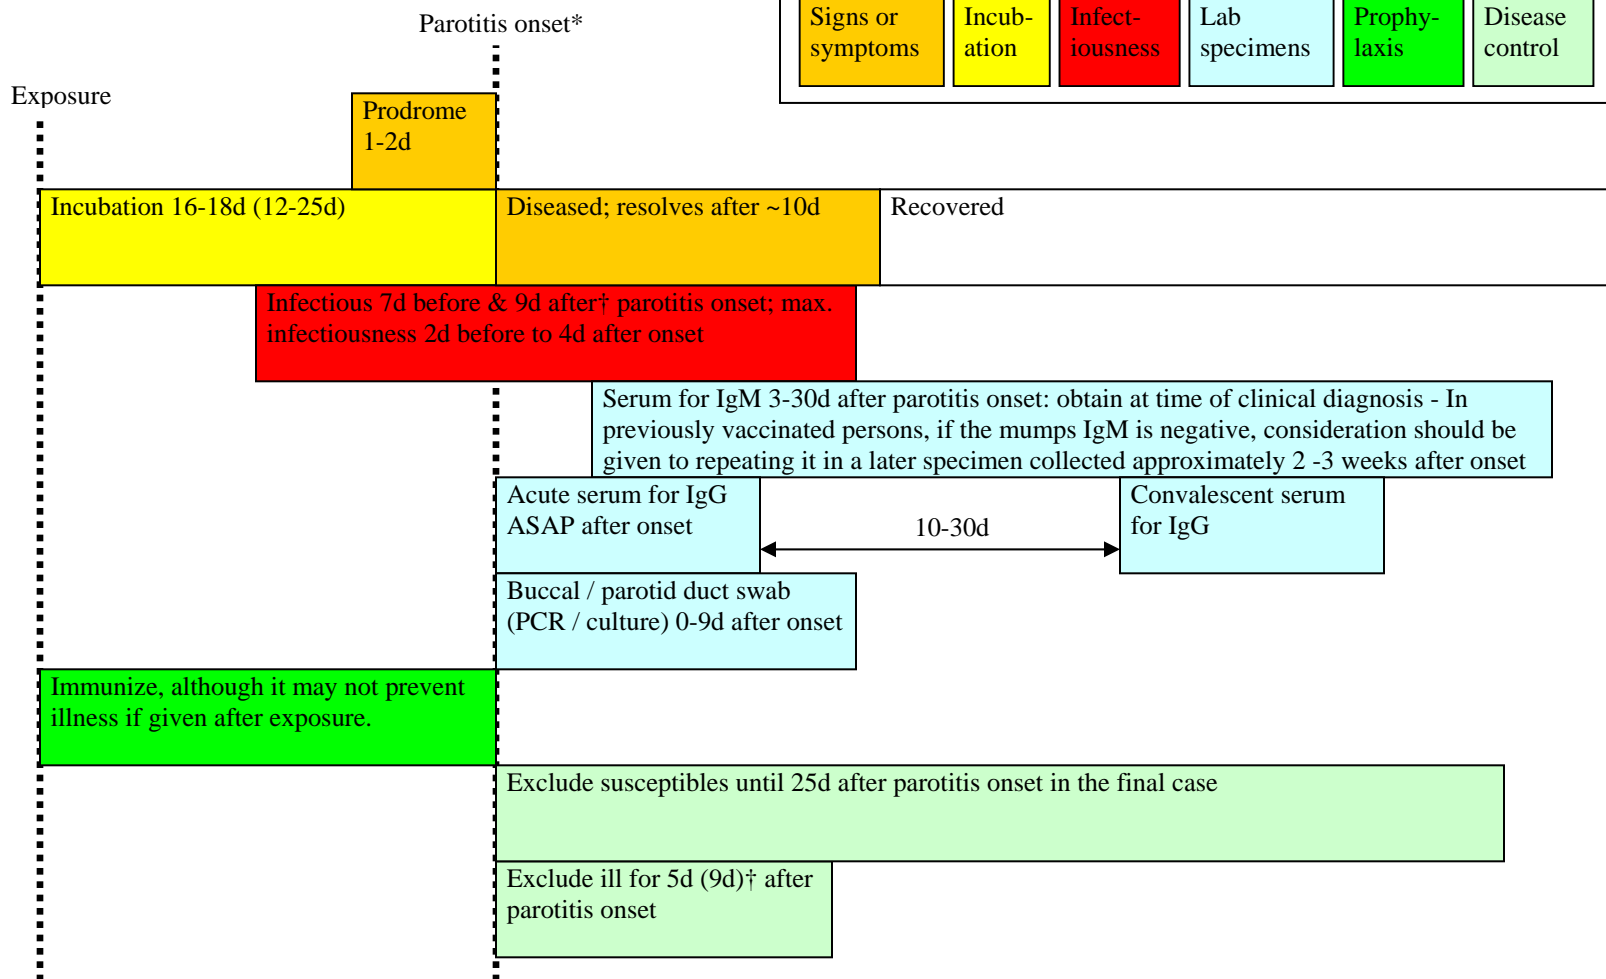 Parotitis onset*
Signs or
symptoms
Incub-
ation
Infect-
iousness
Lab
specimens
Prophy-
laxis
Disease
control
Exposure
Prodrome
1-2d
Incubation 16-18d (12-25d)
Diseased; resolves after ~10d
Recovered
Infectious 7d before & 9d after† parotitis onset; max.
infectiousness 2d before to 4d after onset
Serum for IgM 3-30d after parotitis onset: obtain at time of clinical diagnosis - In
previously vaccinated persons, if the mumps IgM is negative, consideration should be
given to repeating it in a later specimen collected approximately 2 -3 weeks after onset
Acute serum for IgG
ASAP after onset
10-30d
Convalescent serum
for IgG
Buccal / parotid duct swab
(PCR / culture) 0-9d after onset
Immunize, although it may not prevent
illness if given after exposure.
Exclude susceptibles until 25d after parotitis onset in the final case
Exclude ill for 5d (9d)† after
parotitis onset